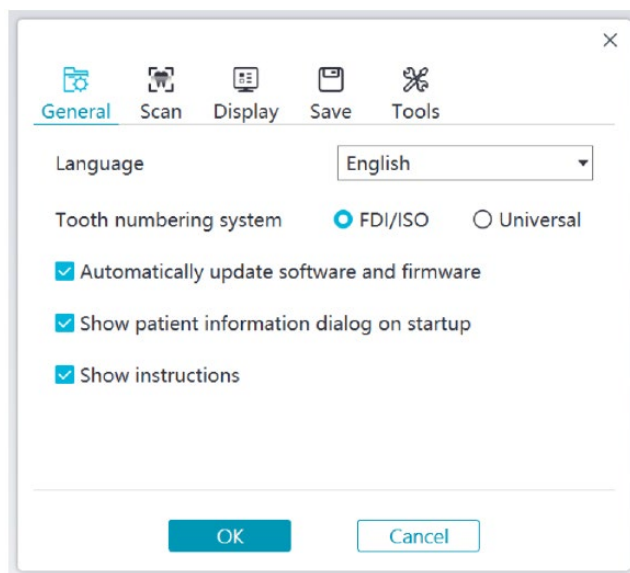 General Scan Display Save Tools
Language English
Tooth numbering system FDI/ISO Universal
Automatically update software and firmware
Show patient information dialog on startup
Show instructions
OK Cancel